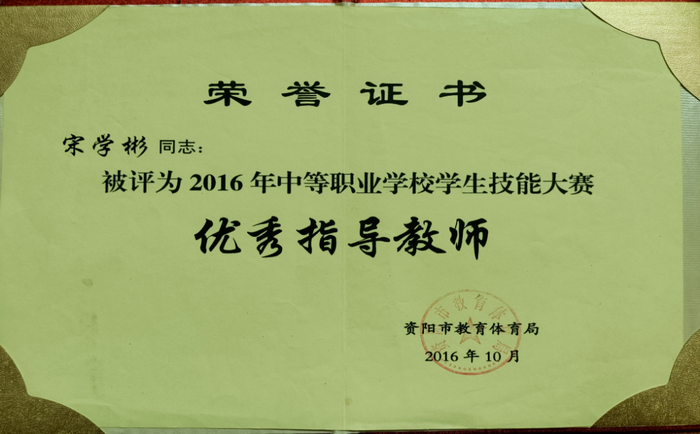 荣誉证书
宋学彬 同志：
被评为 2016 年中等职业学校学生技能大赛
优秀指导教师
资阳市教育体育局
2016 年 10 月